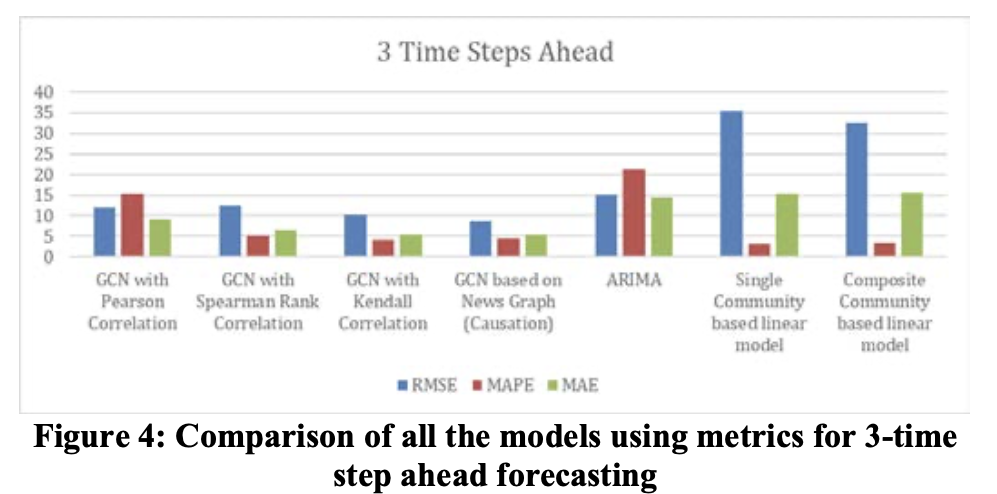 3 Time Steps Ahead
40
35
30
25
20
15
10
5
0
GCN with
Pearson
Correlation
GCN with
Spearman Rank
Correlation
GCN with
Kendall
Correlation
GCN based on
News Graph
(Causation)
ARIMA
Single
Community
based linear
model
Composite
Community
based linear
model
RMSE MAPE MAE
Figure 4: Comparison of all the models using metrics for 3-time
step ahead forecasting